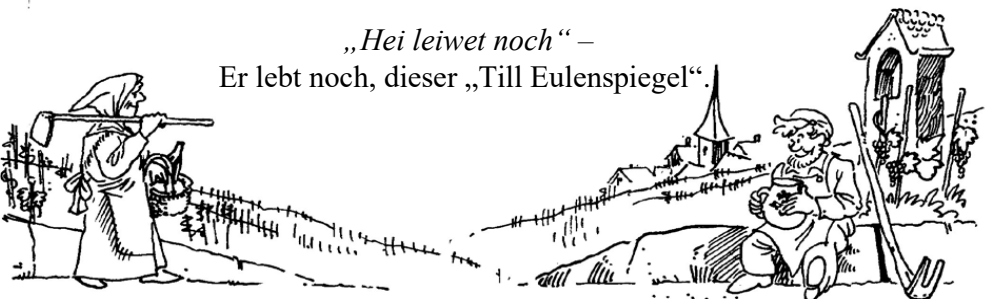 „Hei leiwet noch“ –
Er lebt noch, dieser „Till Eulenspiegel“.